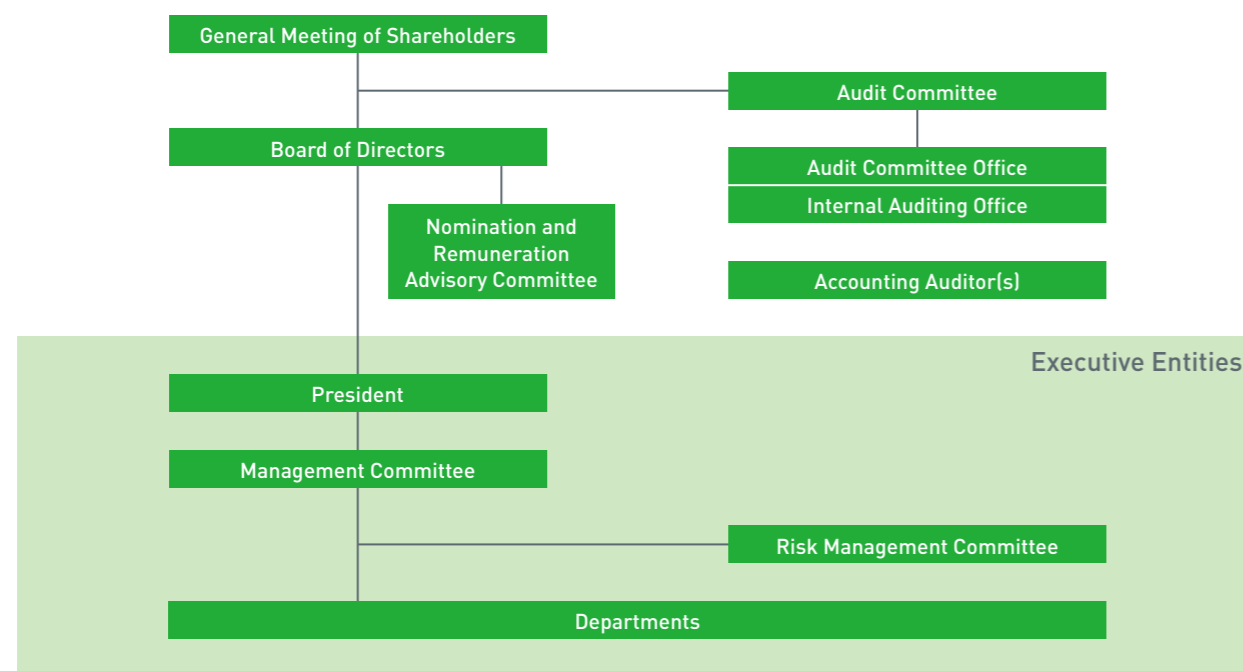 General Meeting of Shareholders
Audit Committee
Board of Directors
Audit Committee Office
Internal Auditing Office
Nomination and
Remuneration
Advisory Committee
Accounting Auditor(s)
Executive Entities
President
Management Committee
Risk Management Committee
Departments